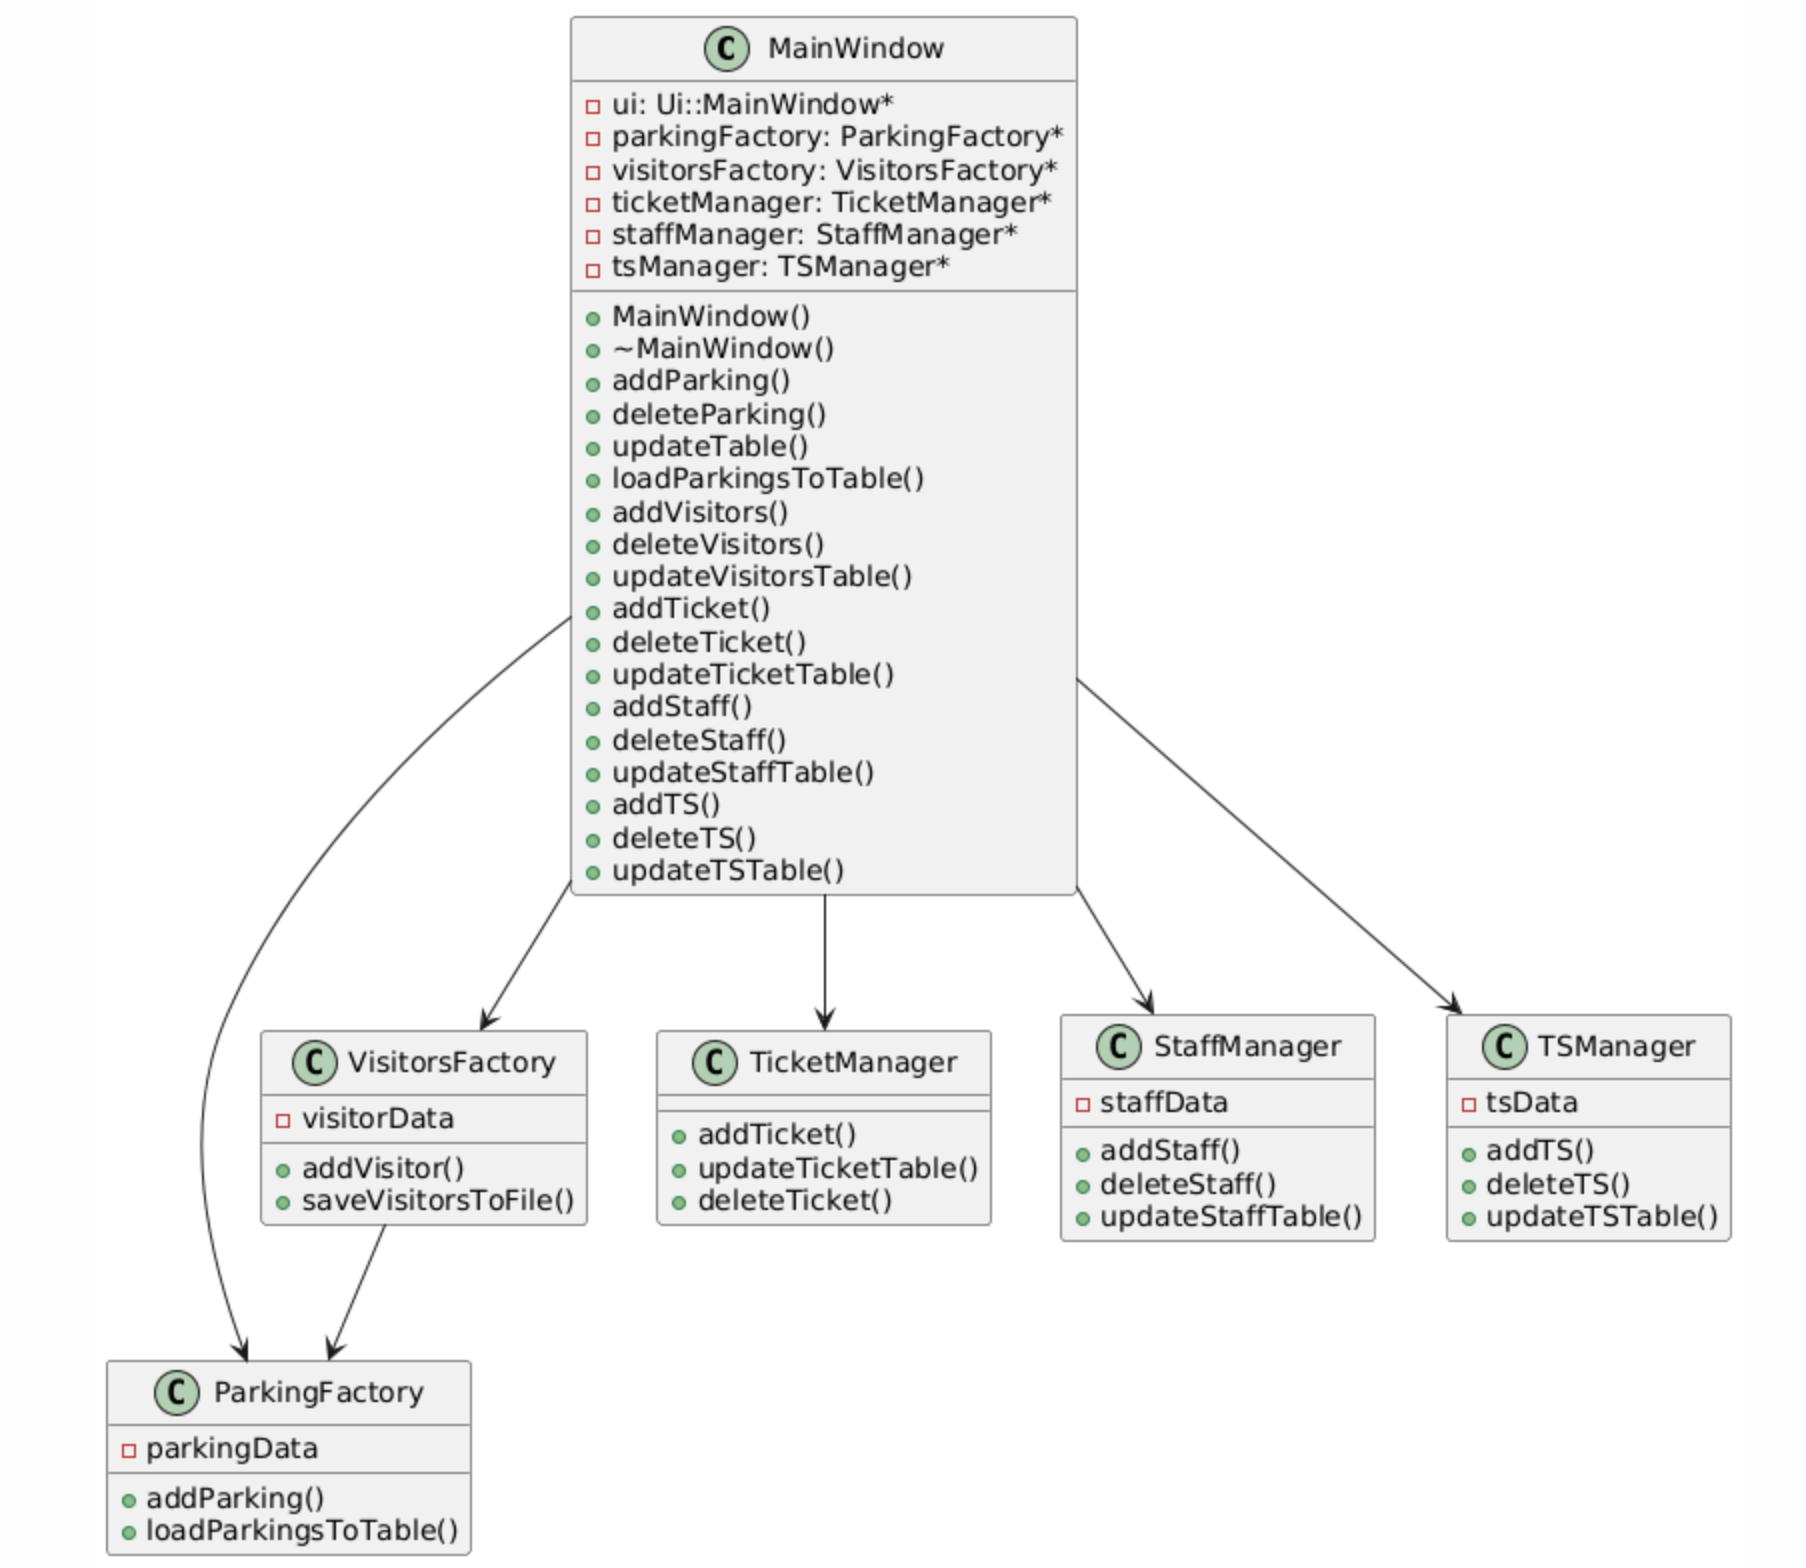 C MainWindow
ui: Ui::MainWindow*
parkingFactory: ParkingFactory*
visitorsFactory: VisitorsFactory*
ticketManager: TicketManager*
staffManager: StaffManager*
tsManager: TSManager*
MainWindow()
~MainWindow()
addParking()
deleteParking()
updateTable()
loadParkingsToTable()
addVisitors()
deleteVisitors()
updateVisitorsTable()
addTicket()
deleteTicket()
updateTicketTable()
addStaff()
deleteStaff()
updateStaffTable()
addTS()
deleteTS()
updateTSTable()
C VisitorsFactory
visitorData
addVisitor()
saveVisitorsToFile()
C TicketManager
addTicket()
updateTicketTable()
deleteTicket()
C StaffManager
staffData
addStaff()
deleteStaff()
updateStaffTable()
C TSManager
tsData
addTS()
deleteTS()
updateTSTable()
C ParkingFactory
parkingData
addParking()
loadParkingsToTable()